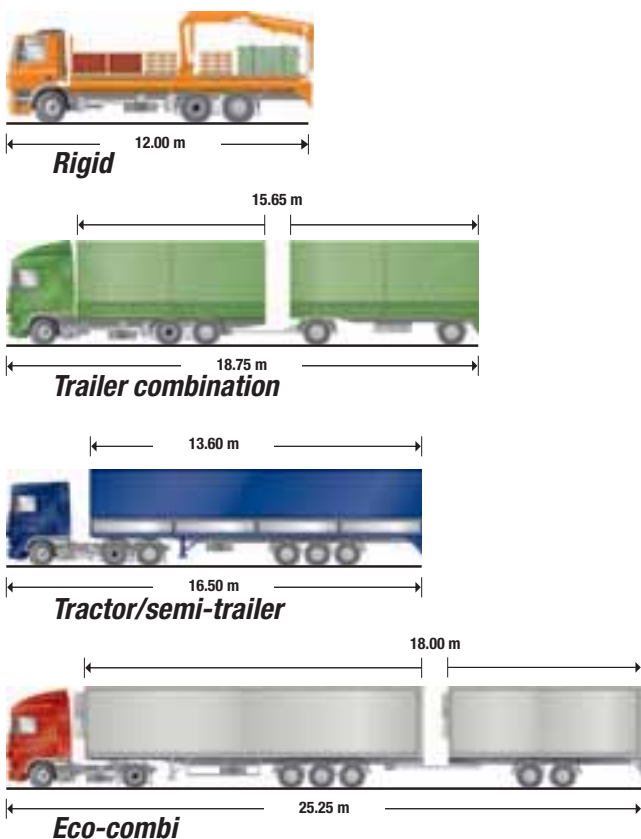 12.00 m
Rigid
15.65 m
18.75 m
Trailer combination
13.60 m
16.50 m
Tractor/semi-trailer
18.00 m
25.25 m
Eco-combi